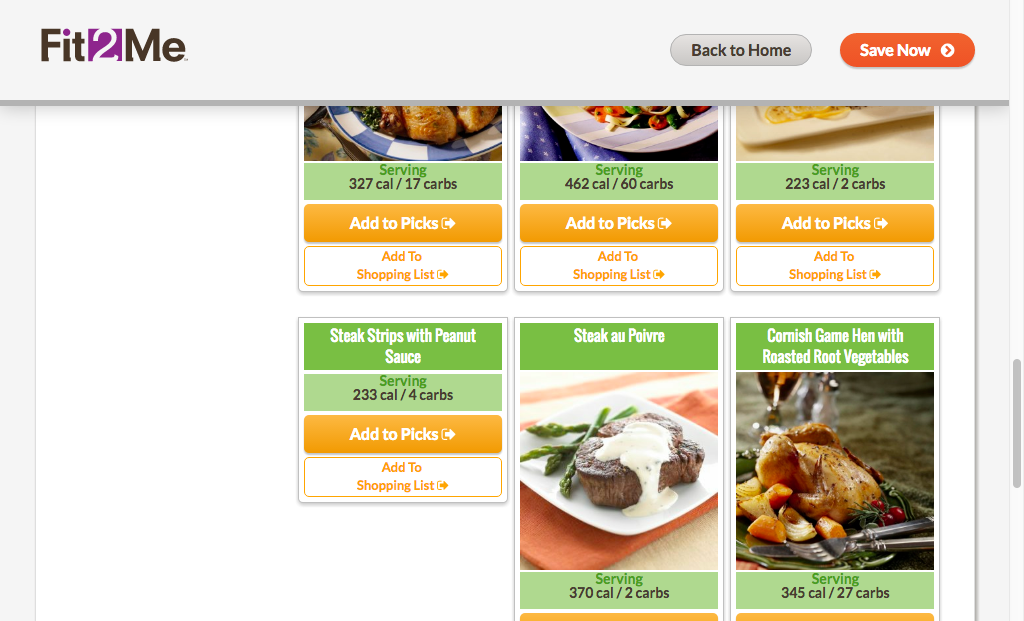 Fit2Me
Back to Home
Save Now
Serving
327 cal / 17 carbs
Add to Picks
Add To
Shopping List
Serving
462 cal / 60 carbs
Add to Picks
Add To
Shopping List
Serving
223 cal / 2 carbs
Add to Picks
Add To
Shopping List
Steak Strips with Peanut
Sauce
Serving
233 cal / 4 carbs
Add to Picks
Add To
Shopping List
Steak au Poivre
Serving
370 cal / 2 carbs
Cornish Game Hen with
Roasted Root Vegetables
Serving
345 cal / 27 carbs